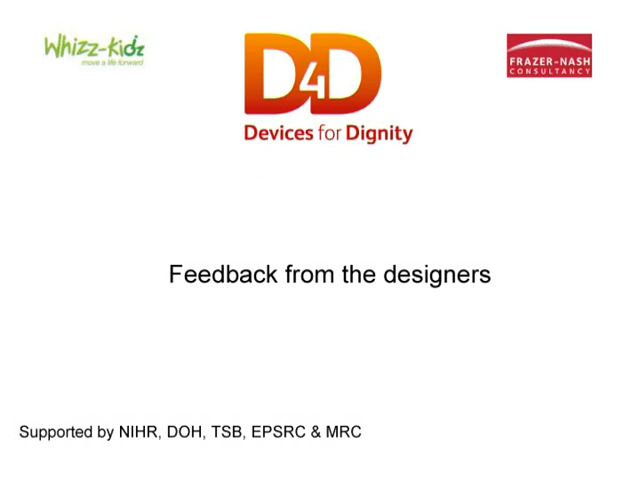 Whizz-kidz
move a life forward
D4D
Devices for Dignity
FRAZER-NASH
CONSULTANCY
Feedback from the designers
Supported by NIHR, DOH, TSB, EPSRC & MRC